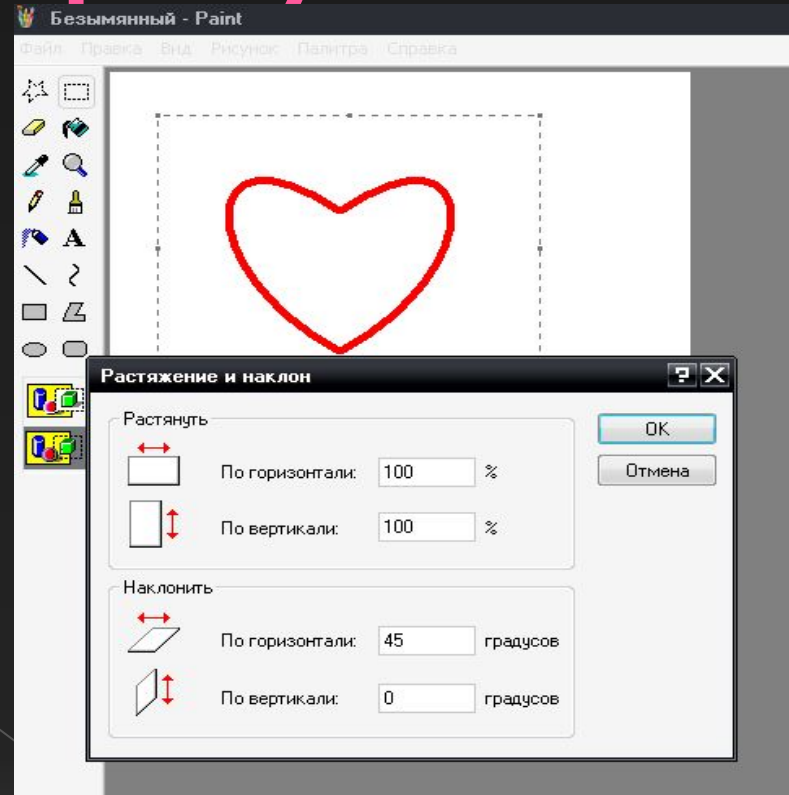 Безымянный - Paint
Файл Правка Вид Рисунок Палитра Справка
A
Растяжение и наклон
Растянуть
По горизонтали: 100 %
По вертикали: 100 %
OK
Отмена
Наклонить
По горизонтали: 45 градусов
По вертикали: 0 градусов